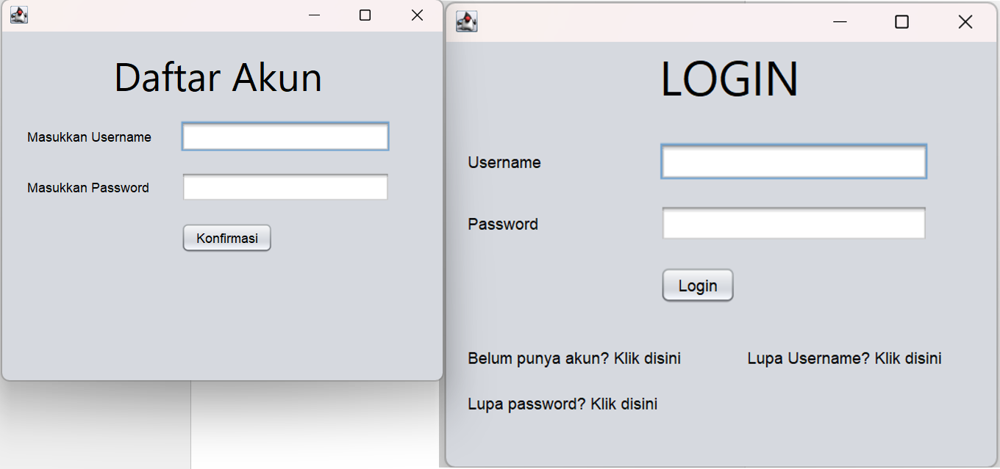 Daftar Akun
Masukkan Username
Masukkan Password
Konfirmasi
LOGIN
Username
Password
Login
Belum punya akun? Klik disini
Lupa Username? Klik disini
Lupa password? Klik disini